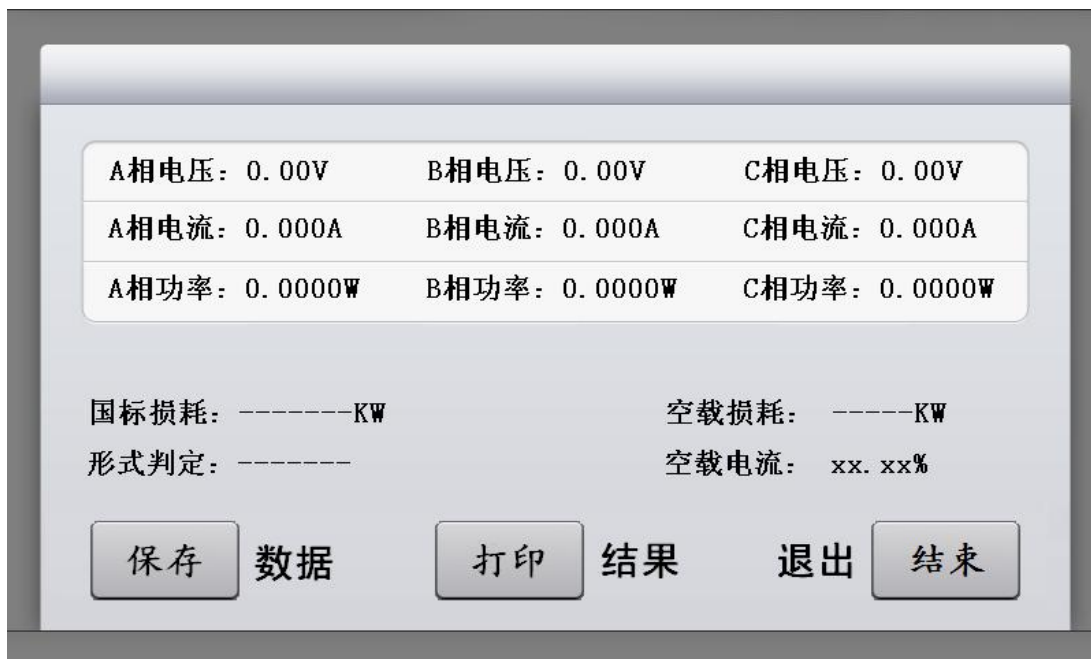 A相电压：0.00V B相电压：0.00V C相电压：0.00V
A相电流：0.000A B相电流：0.000A C相电流：0.000A
A相功率：0.0000W B相功率：0.0000W C相功率：0.0000W
国标损耗：-------KW 空载损耗： -----KW
形式判定：------- 空载电流： xx.xx%
保存 数据 打印 结果 退出 结束